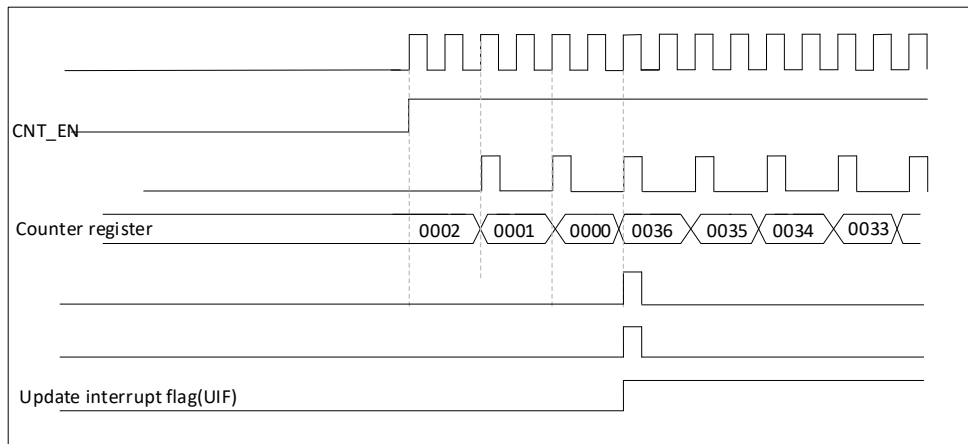 CNT_EN
Counter register
0002 0001 0000 0036 0035 0034 0033
Update interrupt flag(UIF)